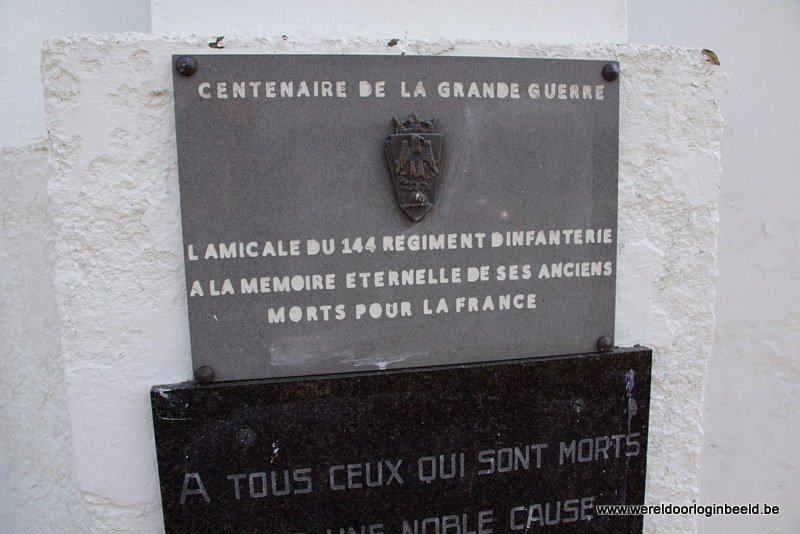 CENTENAIRE DE LA GRANDE GUERRE
L AMICALE DU 144 REGIMENT D INFANTERIE
A LA MEMOIRE ETERNELLE DE SES ANCIENS
MORTS POUR LA FRANCE
A TOUS CEUX QUI SONT MORTS
UNE NOBLE CAUSE
www.wereldoorloginbeeld.be